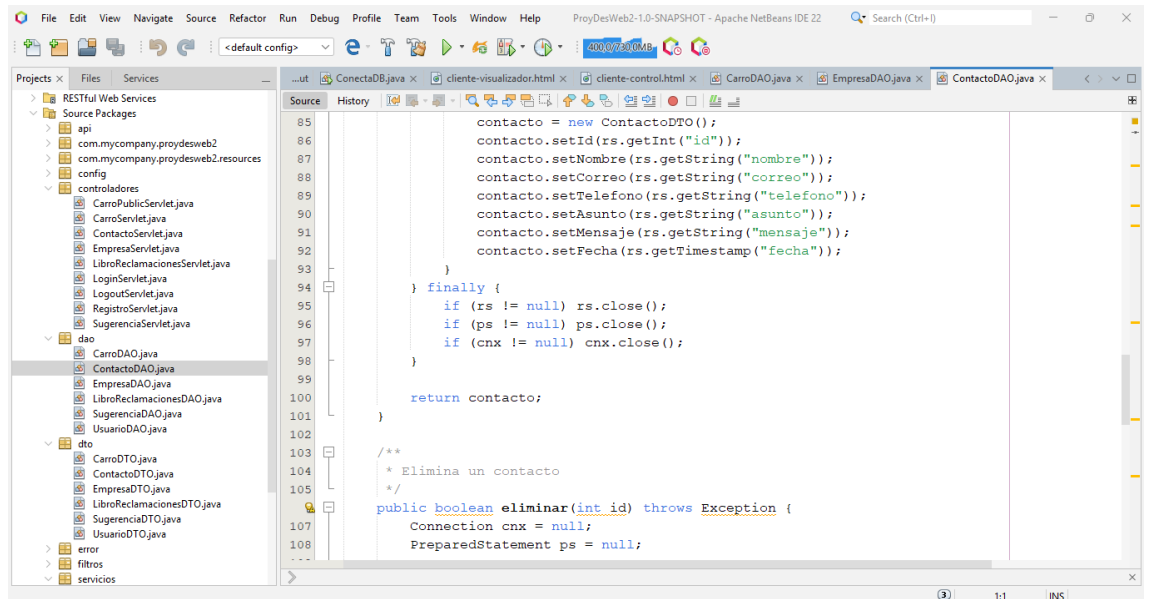 File Edit View Navigate Source Refactor Run Debug Profile Team Tools Window Help ProyDesWeb2-1.0-SNAPSHOT - Apache NetBeans IDE 22 Search (Ctrl+I)
<default config> 400,0/730,0MB
Projects Files Services
RESTful Web Services
Source Packages
api
com.mycompany.proydesweb2
com.mycompany.proydesweb2.resources
config
controladores
CarroPublicServlet.java
CarroServlet.java
ContactoServlet.java
EmpresaServlet.java
LibroReclamacionesServlet.java
LoginServlet.java
LogoutServlet.java
RegistroServlet.java
SugerenciaServlet.java
dao
CarroDAO.java
ContactoDAO.java
EmpresaDAO.java
LibroReclamacionesDAO.java
SugerenciaDAO.java
UsuarioDAO.java
dto
CarroDTO.java
ContactoDTO.java
EmpresaDTO.java
LibroReclamacionesDTO.java
SugerenciaDTO.java
UsuarioDTO.java
error
filtros
servicios
...ut ConectaDB.java cliente-visualizador.html cliente-control.html CarroDAO.java EmpresaDAO.java ContactoDAO.java
Source History
85 contacto = new ContactoDTO();
86 contacto.setId(rs.getInt("id"));
87 contacto.setNombre(rs.getString("nombre"));
88 contacto.setCorreo(rs.getString("correo"));
89 contacto.setTelefono(rs.getString("telefono"));
90 contacto.setAsunto(rs.getString("asunto"));
91 contacto.setMensaje(rs.getString("mensaje"));
92 contacto.setFecha(rs.getTimestamp("fecha"));
93 }
94 } finally {
95 if (rs != null) rs.close();
96 if (ps != null) ps.close();
97 if (cnx != null) cnx.close();
98 }
99
100 return contacto;
101 }
102
103 /**
104 * Elimina un contacto
105 */
public boolean eliminar(int id) throws Exception {
107 Connection cnx = null;
108 PreparedStatement ps = null;
3 1:1 INS